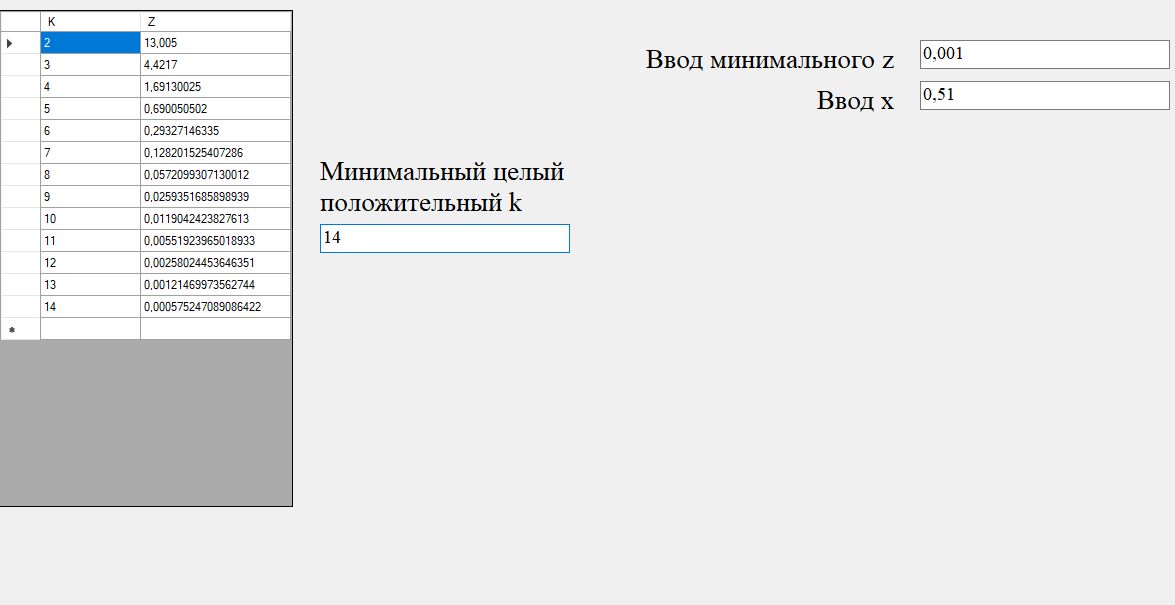 K Z
2 13,005
3 4,4217
4 1,69130025
5 0,690050502
6 0,29327146335
7 0,128201525407286
8 0,0572099307130012
9 0,0259351685898939
10 0,0119042423827613
11 0,00551923965018933
12 0,00258024453646351
13 0,00121469973562744
14 0,000575247089086422
Минимальный целый
положительный k
14
Ввод минимального z 0,001
Ввод x 0,51